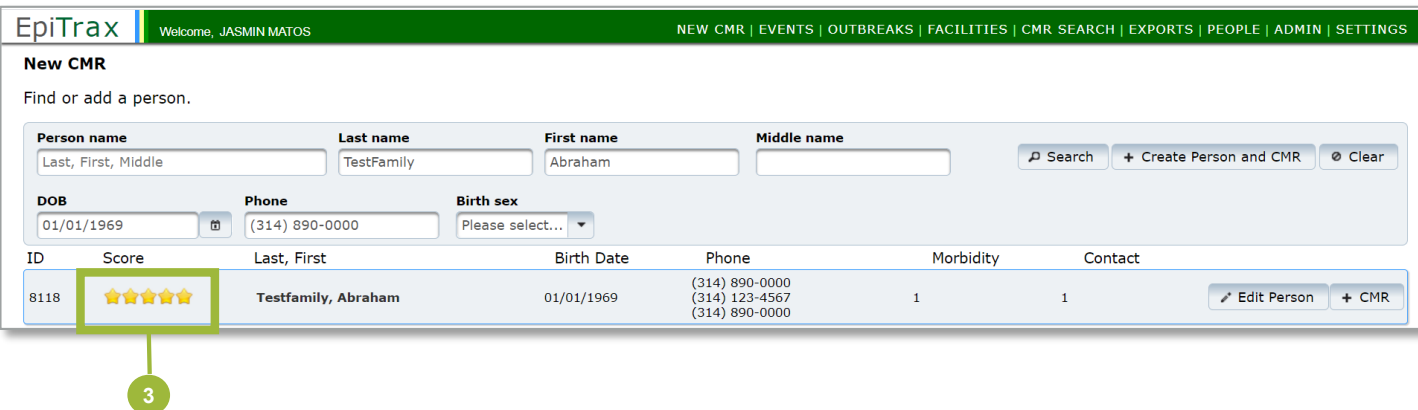 EpiTrax Welcome, JASMIN MATOS NEW CMR | EVENTS | OUTBREAKS | FACILITIES | CMR SEARCH | EXPORTS | PEOPLE | ADMIN | SETTINGS
New CMR
Find or add a person.
Person name Last name First name Middle name
Last, First, Middle TestFamily Abraham Search + Create Person and CMR Clear
DOB Phone Birth sex
01/01/1969 (314) 890-0000 Please select...
ID Score Last, First Birth Date Phone Morbidity Contact
(314) 890-0000
8118 Testfamily, Abraham 01/01/1969 (314) 123-4567 1 1 Edit Person + CMR
(314) 890-0000
3